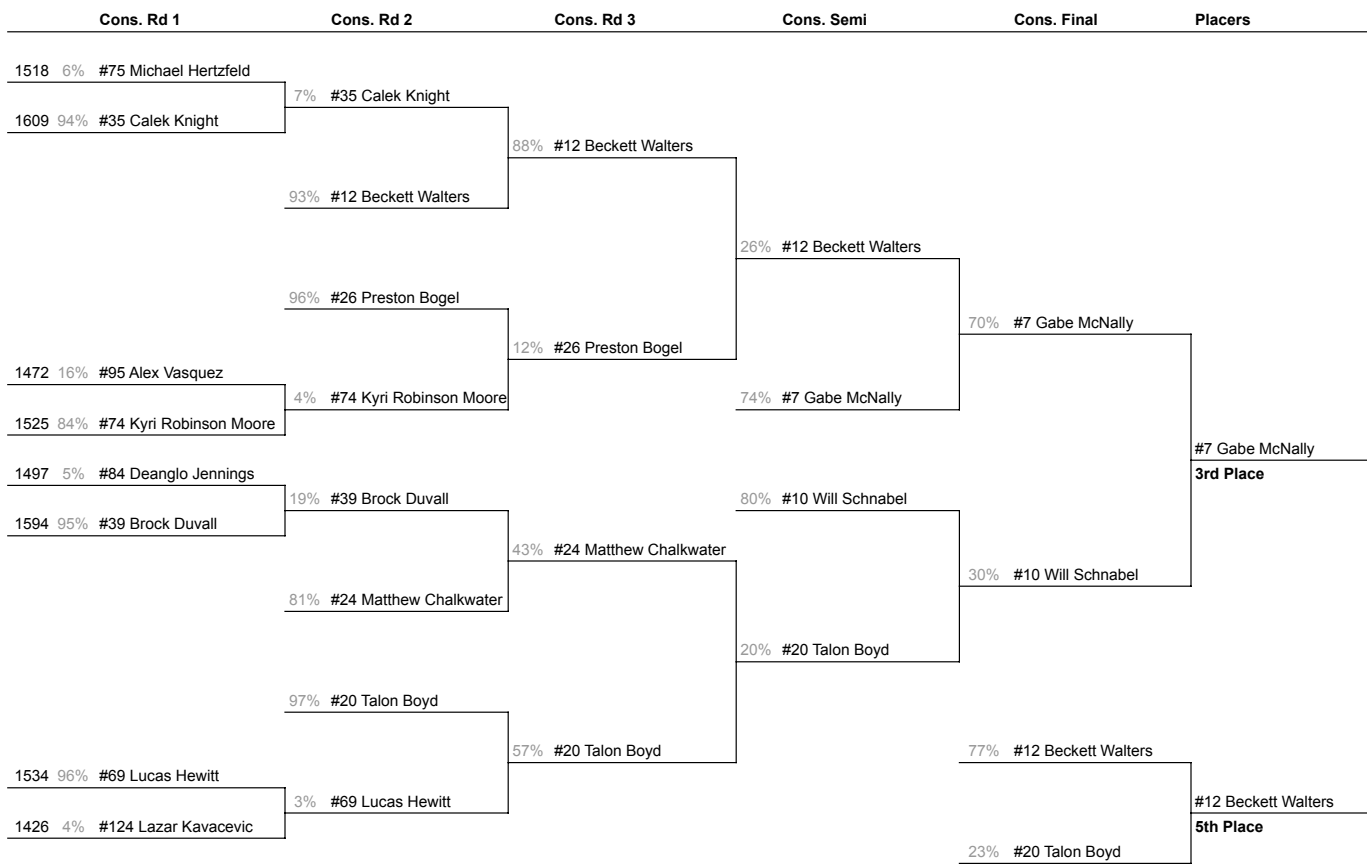 Cons. Rd 1 Cons. Rd 2 Cons. Rd 3 Cons. Semi Cons. Final Placers
1518 6% #75 Michael Hertzfeld
7% #35 Calek Knight
1609 94% #35 Calek Knight
88% #12 Beckett Walters
93% #12 Beckett Walters
26% #12 Beckett Walters
96% #26 Preston Bogel
70% #7 Gabe McNally
12% #26 Preston Bogel
1472 16% #95 Alex Vasquez
4% #74 Kyri Robinson Moore
74% #7 Gabe McNally
1525 84% #74 Kyri Robinson Moore
#7 Gabe McNally
3rd Place
1497 5% #84 Deanglo Jennings
19% #39 Brock Duvall
80% #10 Will Schnabel
1594 95% #39 Brock Duvall
43% #24 Matthew Chalkwater
30% #10 Will Schnabel
81% #24 Matthew Chalkwater
20% #20 Talon Boyd
97% #20 Talon Boyd
57% #20 Talon Boyd
77% #12 Beckett Walters
1534 96% #69 Lucas Hewitt
3% #69 Lucas Hewitt
#12 Beckett Walters
5th Place
1426 4% #124 Lazar Kavacevic
23% #20 Talon Boyd